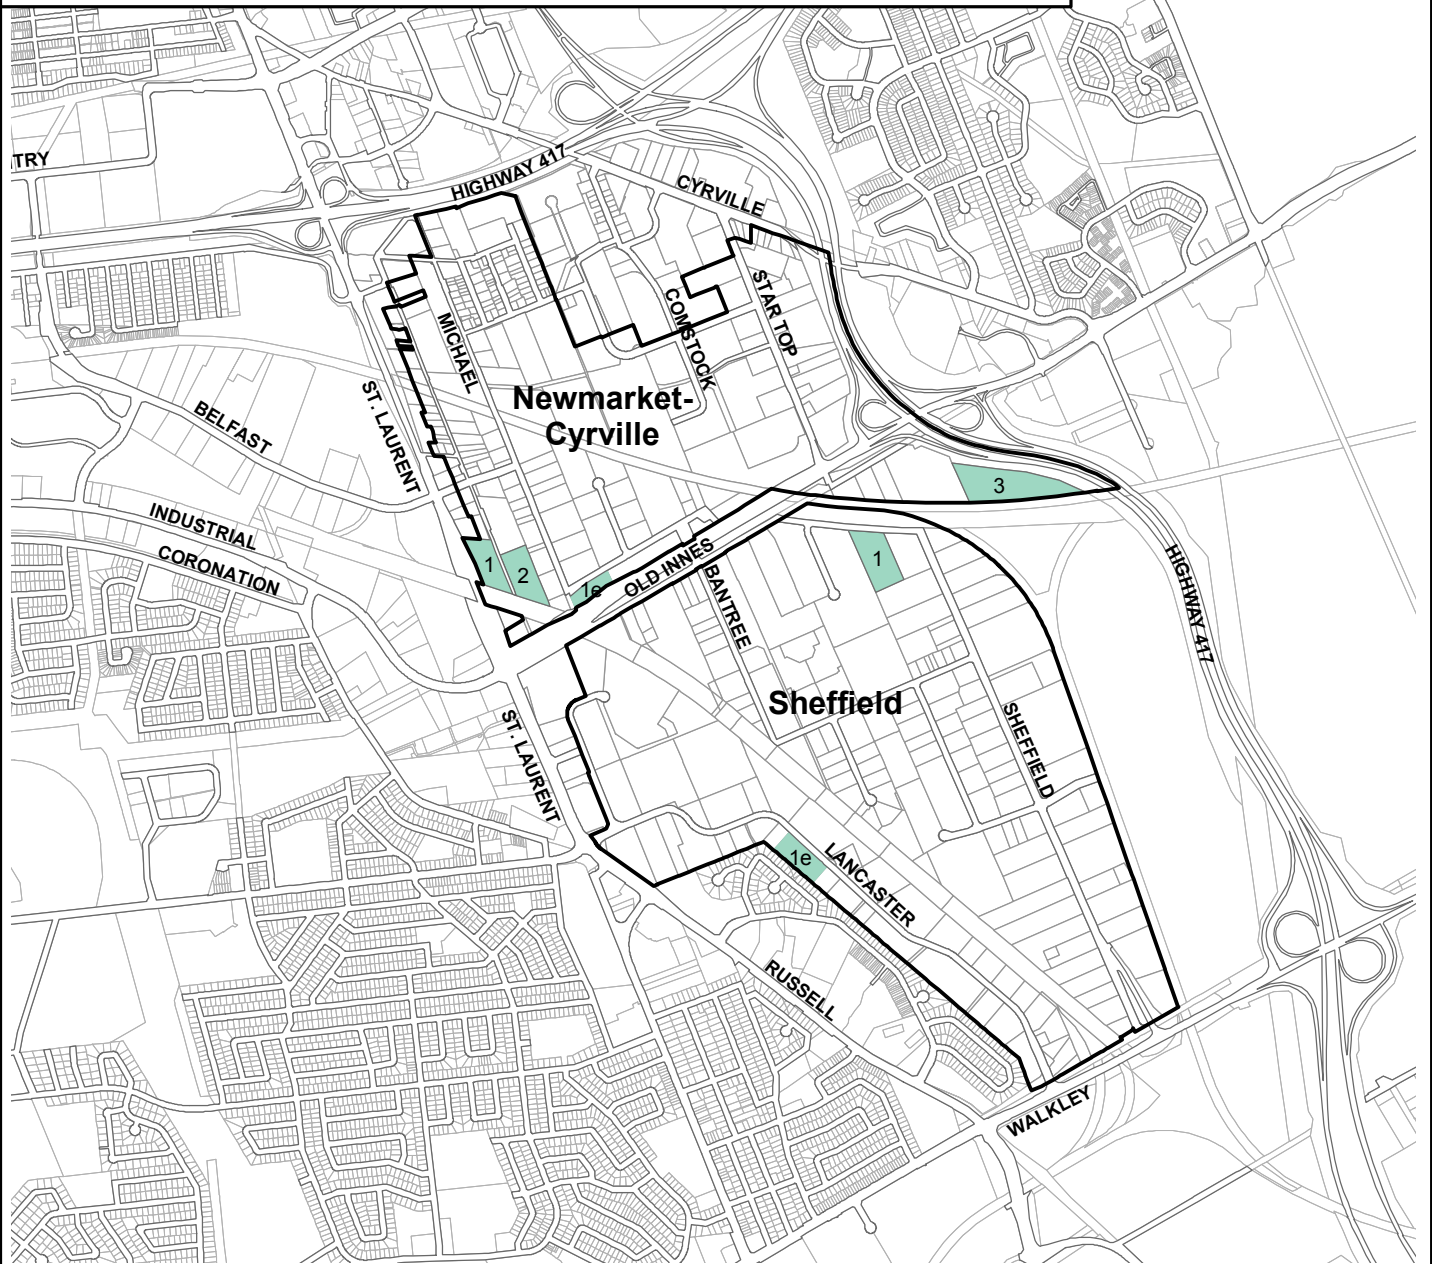 TRY
HIGHWAY 417
CYRVILLE
STAR TOP
COMSTOCK
MICHAEL
Newmarket-
Cyrville
ST. LAURENT
BELFAST
INDUSTRIAL
CORONATION
3
1
2
1e
OLD INNES
BANTREE
1
HIGHWAY 417
Sheffield
SHEFFIELD
ST. LAURENT
1e
LANCASTER
RUSSELL
WALKLEY